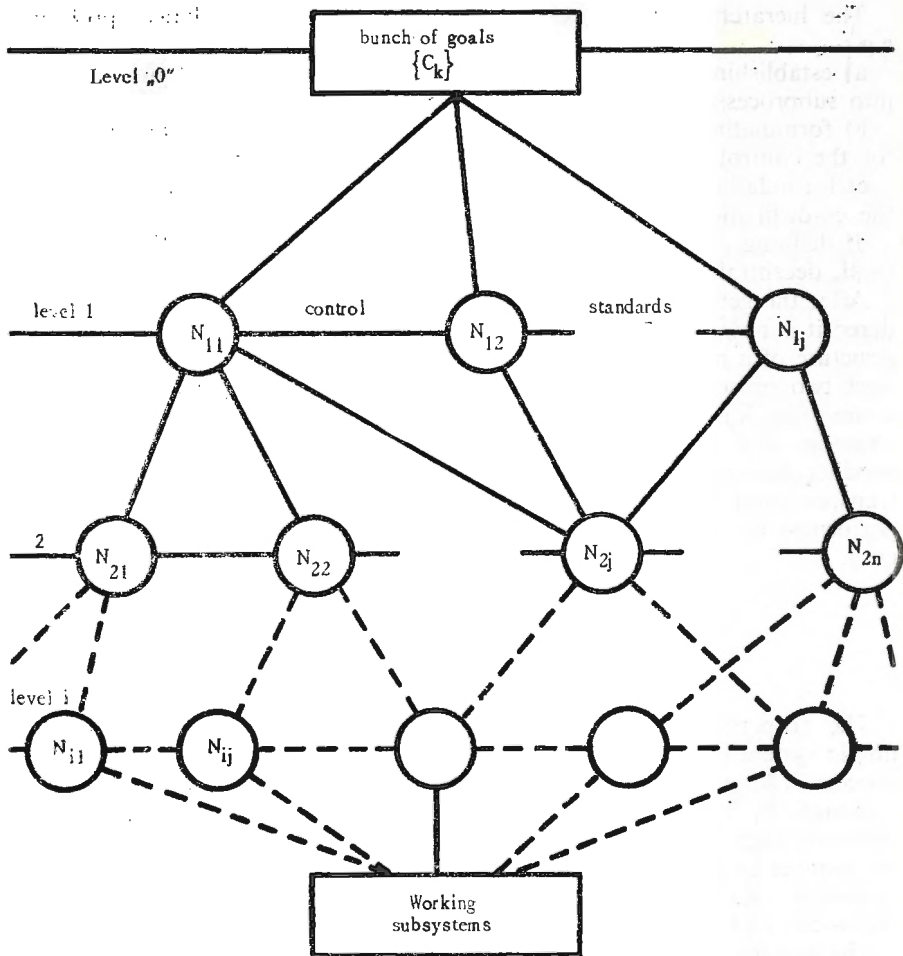 bunch of goals
{C_k}
Level „0"
level 1
N_11
control
N_12
standards
N_1j
2
N_21
N_22
N_2j
N_2n
level i
N_i1
N_ij
Working
subsystems